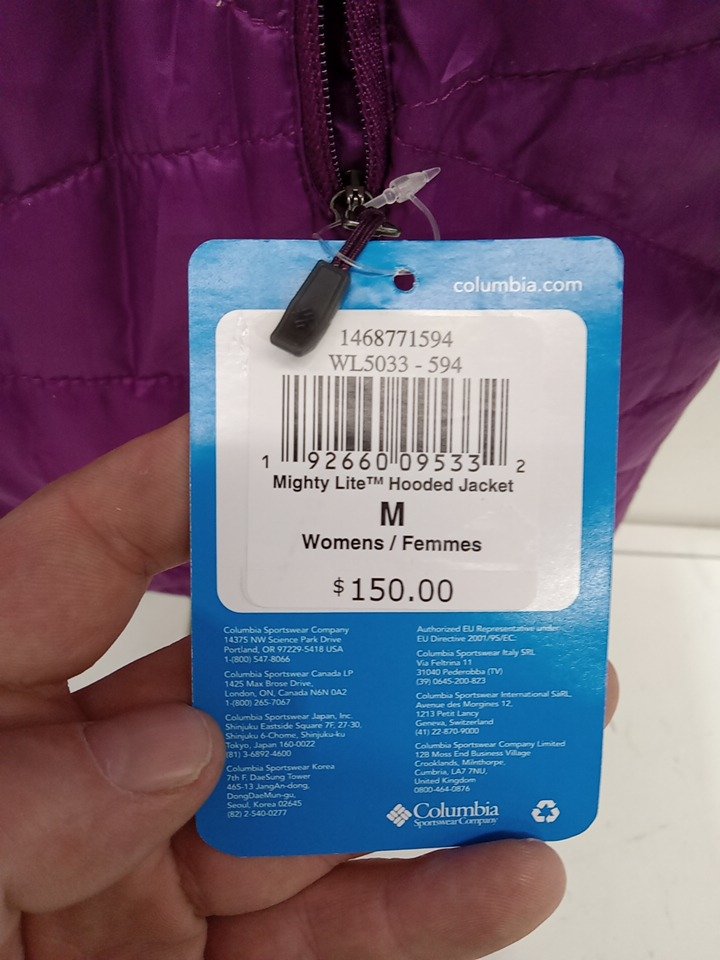 columbia.com
1468771594
WL5033 - 594
1 92660 09533 2
Mighty Lite™ Hooded Jacket
M
Womens / Femmes
$150.00
Columbia Sportswear Company
14375 NW Science Park Drive
Portland, OR 97229-5418 USA
1-(800) 547-8066
Columbia Sportswear Canada LP
1425 Max Brose Drive,
London, ON, Canada N6N 0A2
1-(800) 265-7067
Columbia Sportswear Japan, Inc.
Shinjuku Eastside Square 7F, 27-30,
Shinjuku 6-Chome, Shinjuku-ku
Tokyo, Japan 160-0022
(81) 3-6892-4600
Columbia Sportswear Korea
7th F. DaeSung Tower
465-13 JangAn-dong,
DongDaeMun-gu,
Seoul, Korea 02645
(82) 2-540-0277
Authorized EU Representative under
EU Directive 2001/95/EC:
Columbia Sportswear Italy SRL
Via Feltrina 11
31040 Pederobba (TV)
(39) 0645-200-823
Columbia Sportswear International SàRL
Avenue des Morgines 12,
1213 Petit Lancy
Geneva, Switzerland
(41) 22-870-9000
Columbia Sportswear Company Limited
12B Moss End Business Village
Crooklands, Milnthorpe,
Cumbria, LA7 7NU,
United Kingdom
0800-464-0876
Columbia
Sportswear Company